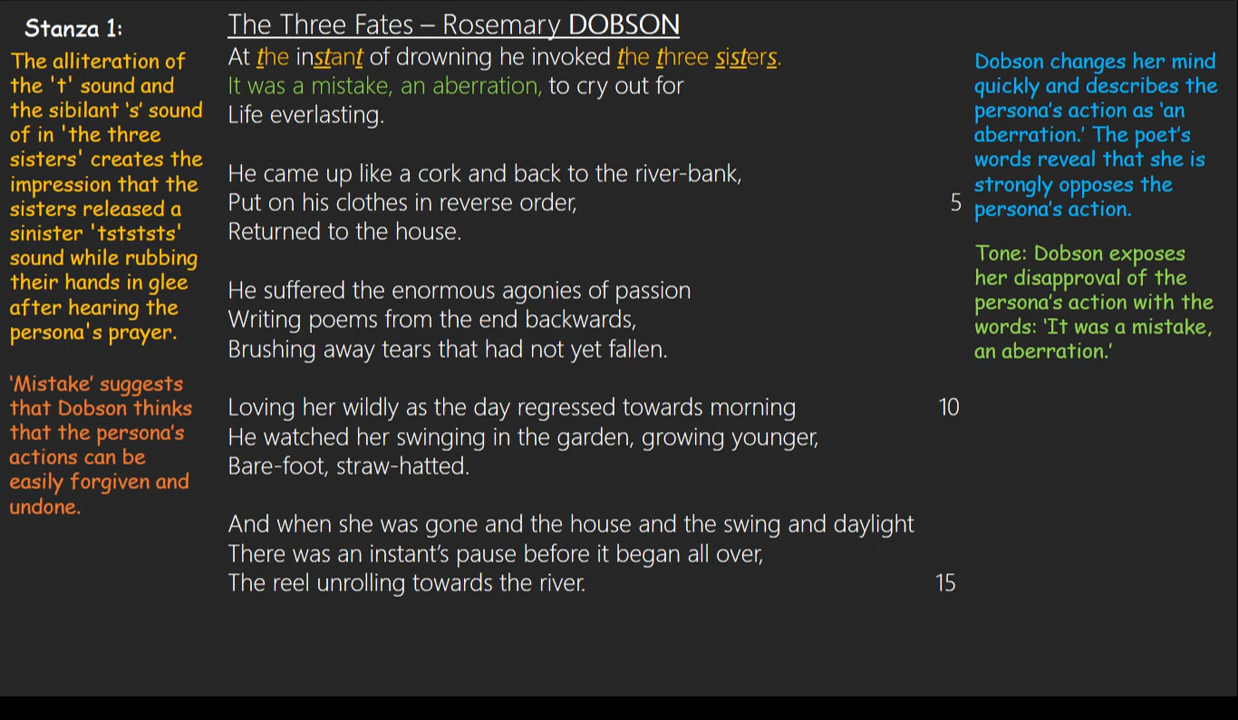 Stanza 1:
The alliteration of
the 't' sound and
the sibilant ‘s’ sound
of in 'the three
sisters' creates the
impression that the
sisters released a
sinister 'tstststs'
sound while rubbing
their hands in glee
after hearing the
persona's prayer.
‘Mistake’ suggests
that Dobson thinks
that the persona’s
actions can be
easily forgiven and
undone.
The Three Fates – Rosemary DOBSON
At the instant of drowning he invoked the three sisters.
It was a mistake, an aberration, to cry out for
Life everlasting.
He came up like a cork and back to the river-bank,
Put on his clothes in reverse order, 5
Returned to the house.
He suffered the enormous agonies of passion
Writing poems from the end backwards,
Brushing away tears that had not yet fallen.
Loving her wildly as the day regressed towards morning 10
He watched her swinging in the garden, growing younger,
Bare-foot, straw-hatted.
And when she was gone and the house and the swing and daylight
There was an instant’s pause before it began all over,
The reel unrolling towards the river. 15
Dobson changes her mind
quickly and describes the
persona’s action as ‘an
aberration.’ The poet’s
words reveal that she is
strongly opposes the
persona’s action.
Tone: Dobson exposes
her disapproval of the
persona’s action with the
words: ‘It was a mistake,
an aberration.’